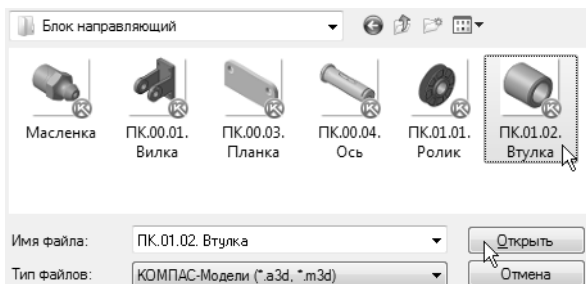 Блок направляющий
Масленка ПК.00.01. ПК.00.03. ПК.00.04. ПК.01.01. ПК.01.02.
Вилка Планка Ось Ролик Втулка
Имя файла: ПК.01.02. Втулка Открыть
Тип файлов: КОМПАС-Модели (*.a3d, *.m3d) Отмена